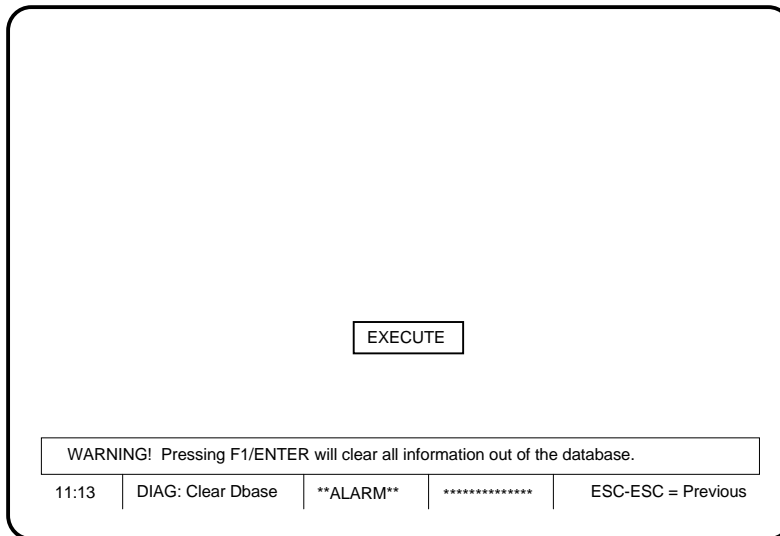 EXECUTE
WARNING! Pressing F1/ENTER will clear all information out of the database.
11:13 DIAG: Clear Dbase **ALARM** ************** ESC-ESC = Previous